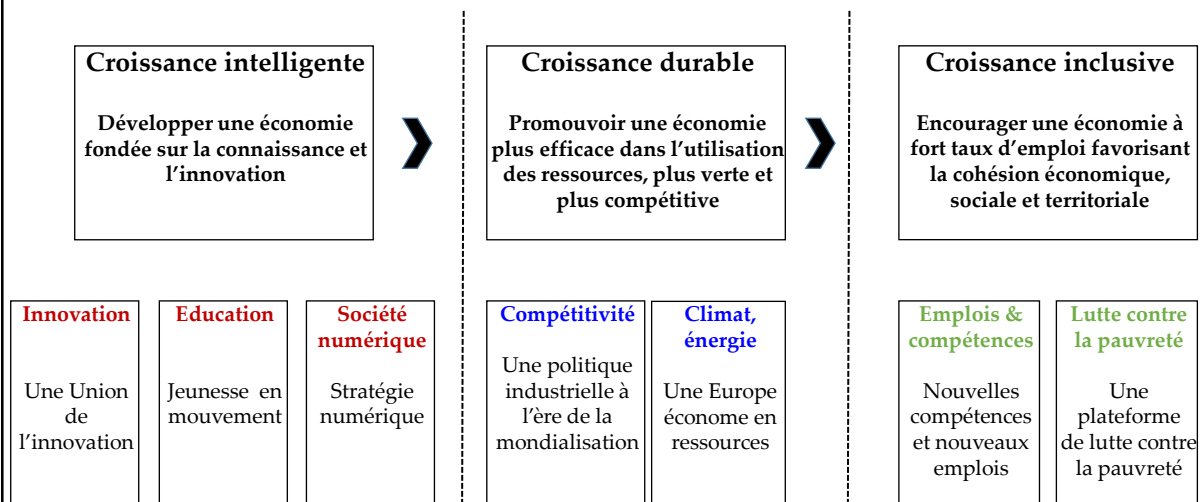 Croissance intelligente
Développer une économie
fondée sur la connaissance et
l’innovation
Croissance durable
Promouvoir une économie
plus efficace dans l’utilisation
des ressources, plus verte et
plus compétitive
Croissance inclusive
Encourager une économie à
fort taux d’emploi favorisant
la cohésion économique,
sociale et territoriale
Innovation
Une Union
de
l’innovation
Education
Jeunesse en
mouvement
Société
numérique
Stratégie
numérique
Compétitivité
Une politique
industrielle à
l’ère de la
mondialisation
Climat,
énergie
Une Europe
économe en
ressources
Emplois &
compétences
Nouvelles
compétences
et nouveaux
emplois
Lutte contre
la pauvreté
Une
plateforme
de lutte contre
la pauvreté